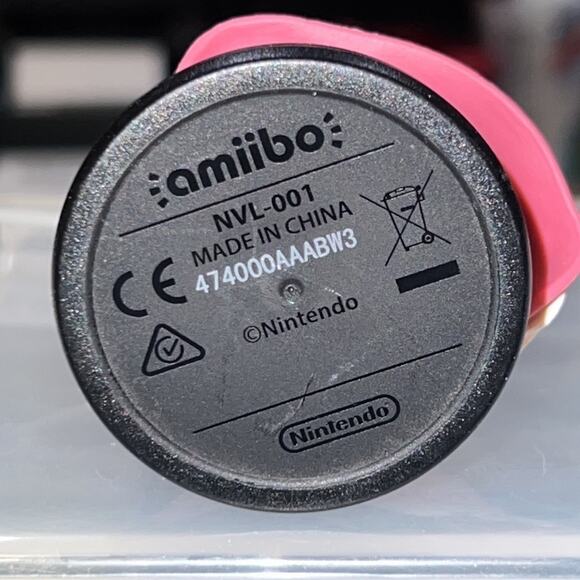 amiibo
NVL-001
MADE IN CHINA
474000AAABW3
CE
©Nintendo
Nintendo